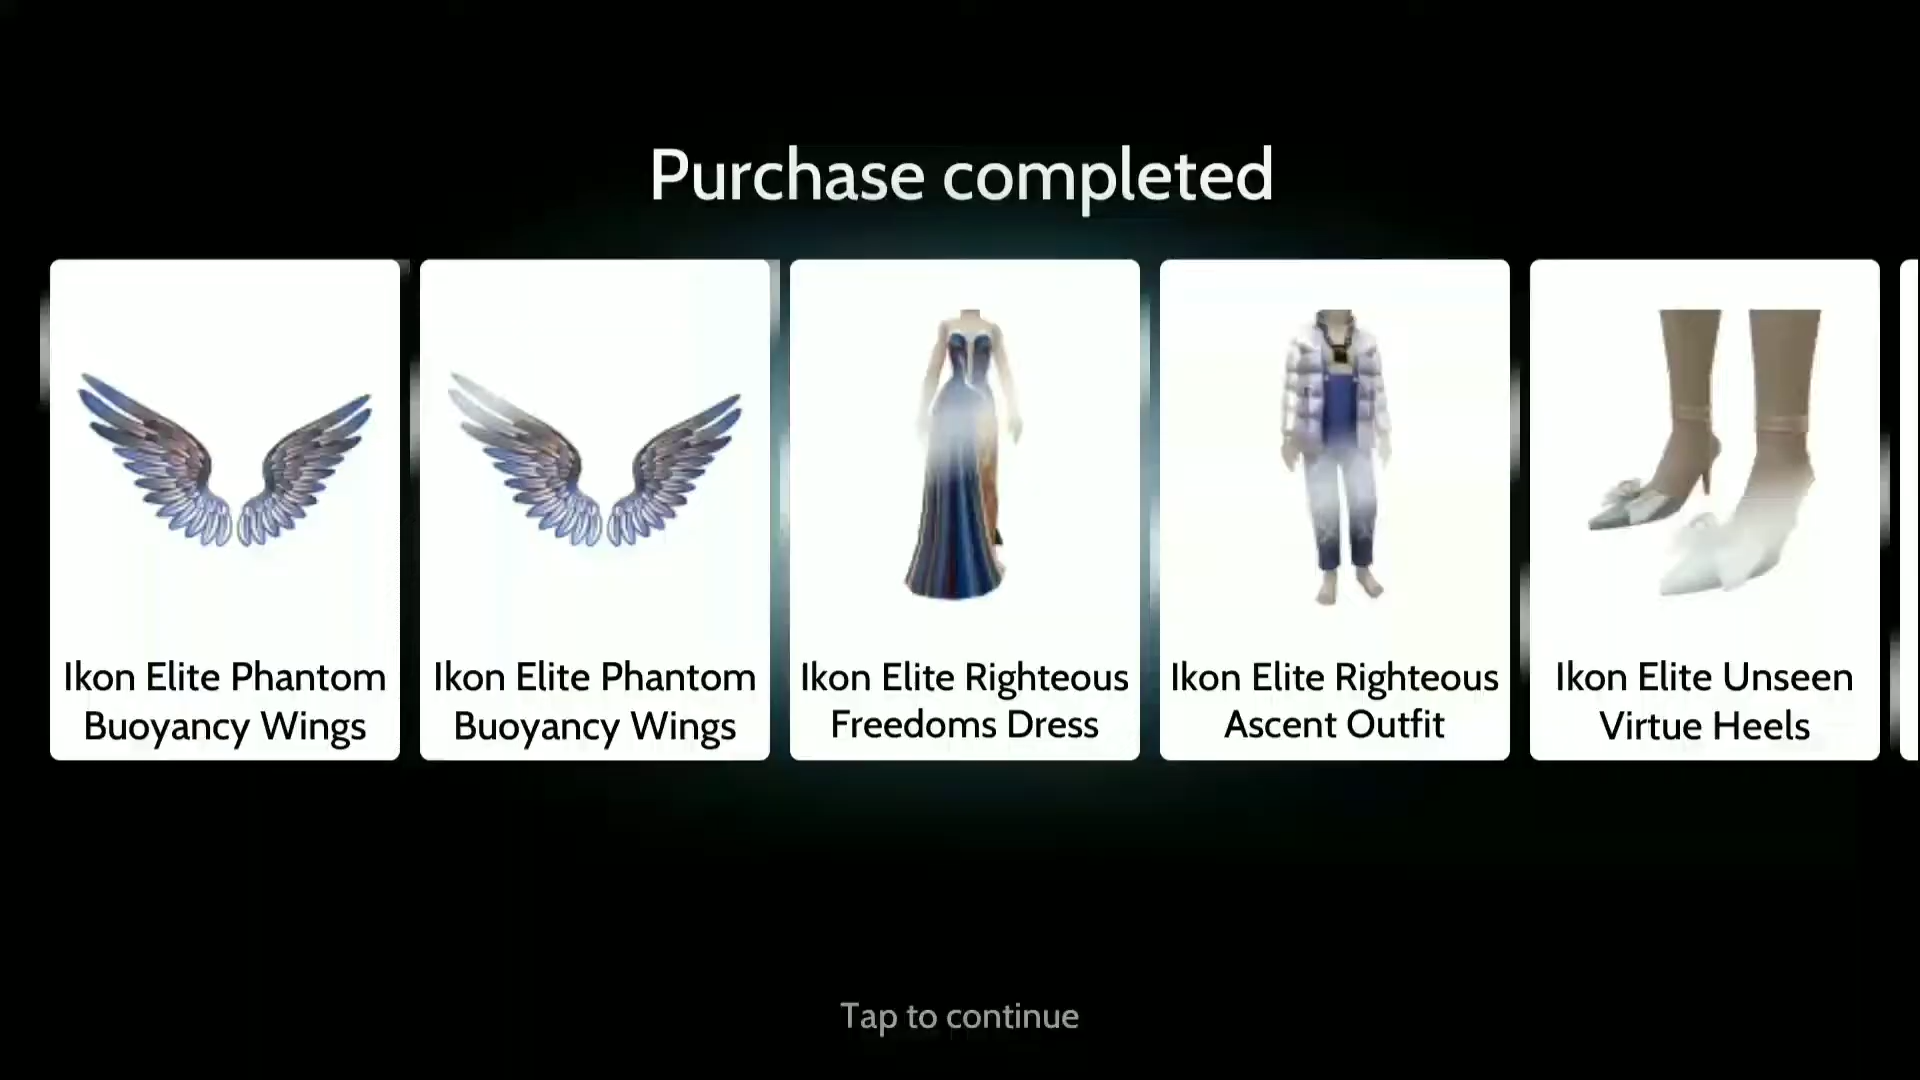 Purchase completed
Ikon Elite Phantom
Buoyancy Wings
Ikon Elite Phantom
Buoyancy Wings
Ikon Elite Righteous
Freedoms Dress
Ikon Elite Righteous
Ascent Outfit
Ikon Elite Unseen
Virtue Heels
Tap to continue